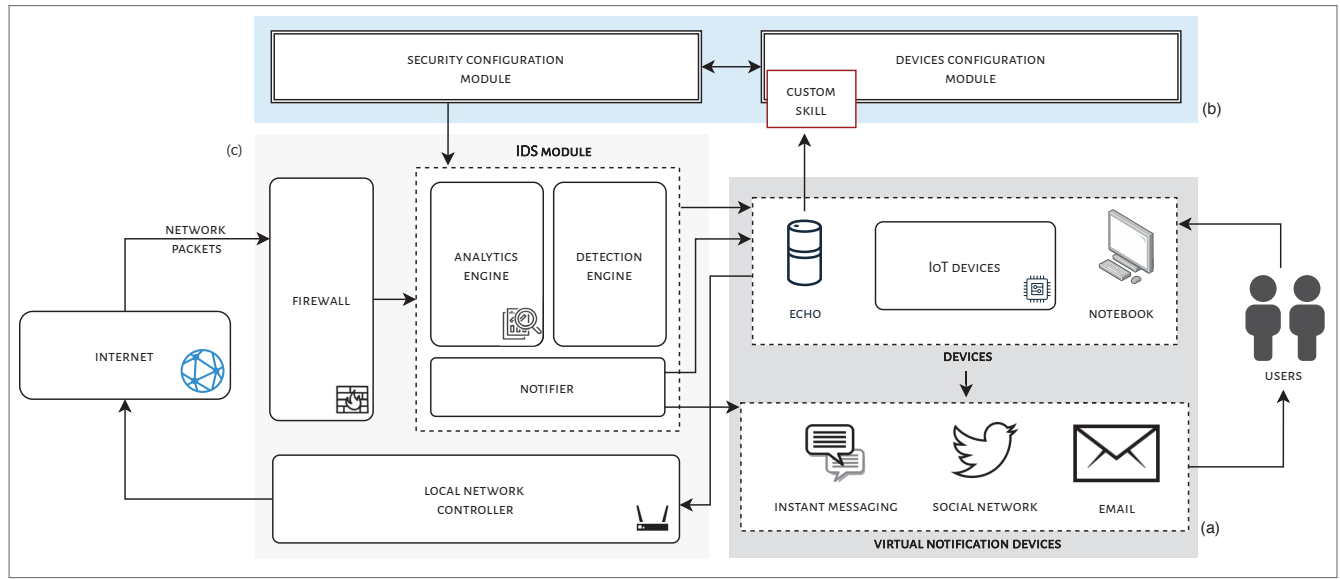 SECURITY CONFIGURATION
MODULE
DEVICES CONFIGURATION
MODULE
CUSTOM
SKILL
(b)
(c)
IDS MODULE
NETWORK
PACKETS
FIREWALL
ANALYTICS
ENGINE
DETECTION
ENGINE
NOTIFIER
INTERNET
LOCAL NETWORK
CONTROLLER
ECHO
IOT DEVICES
NOTEBOOK
DEVICES
USERS
INSTANT MESSAGING
SOCIAL NETWORK
EMAIL
(a)
VIRTUAL NOTIFICATION DEVICES